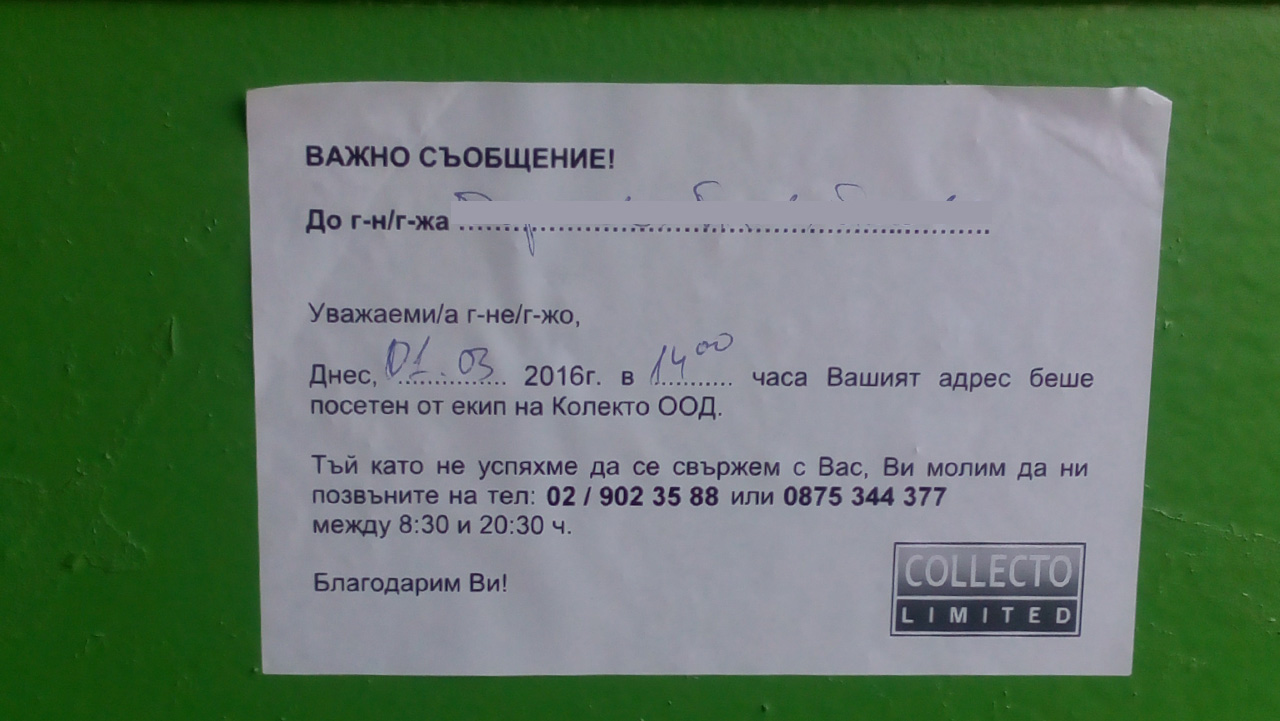 ВАЖНО СЪОБЩЕНИЕ!
До г-н/г-жа
Уважаеми/а г-не/г-жо,
Днес, 01.03 2016г. в 14 00 часа Вашият адрес беше
посетен от екип на Колекто ООД.
Тъй като не успяхме да се свържем с Вас, Ви молим да ни
позвъните на тел: 02 / 902 35 88 или 0875 344 377
между 8:30 и 20:30 ч.
Благодарим Ви!
COLLECTO
LIMITED